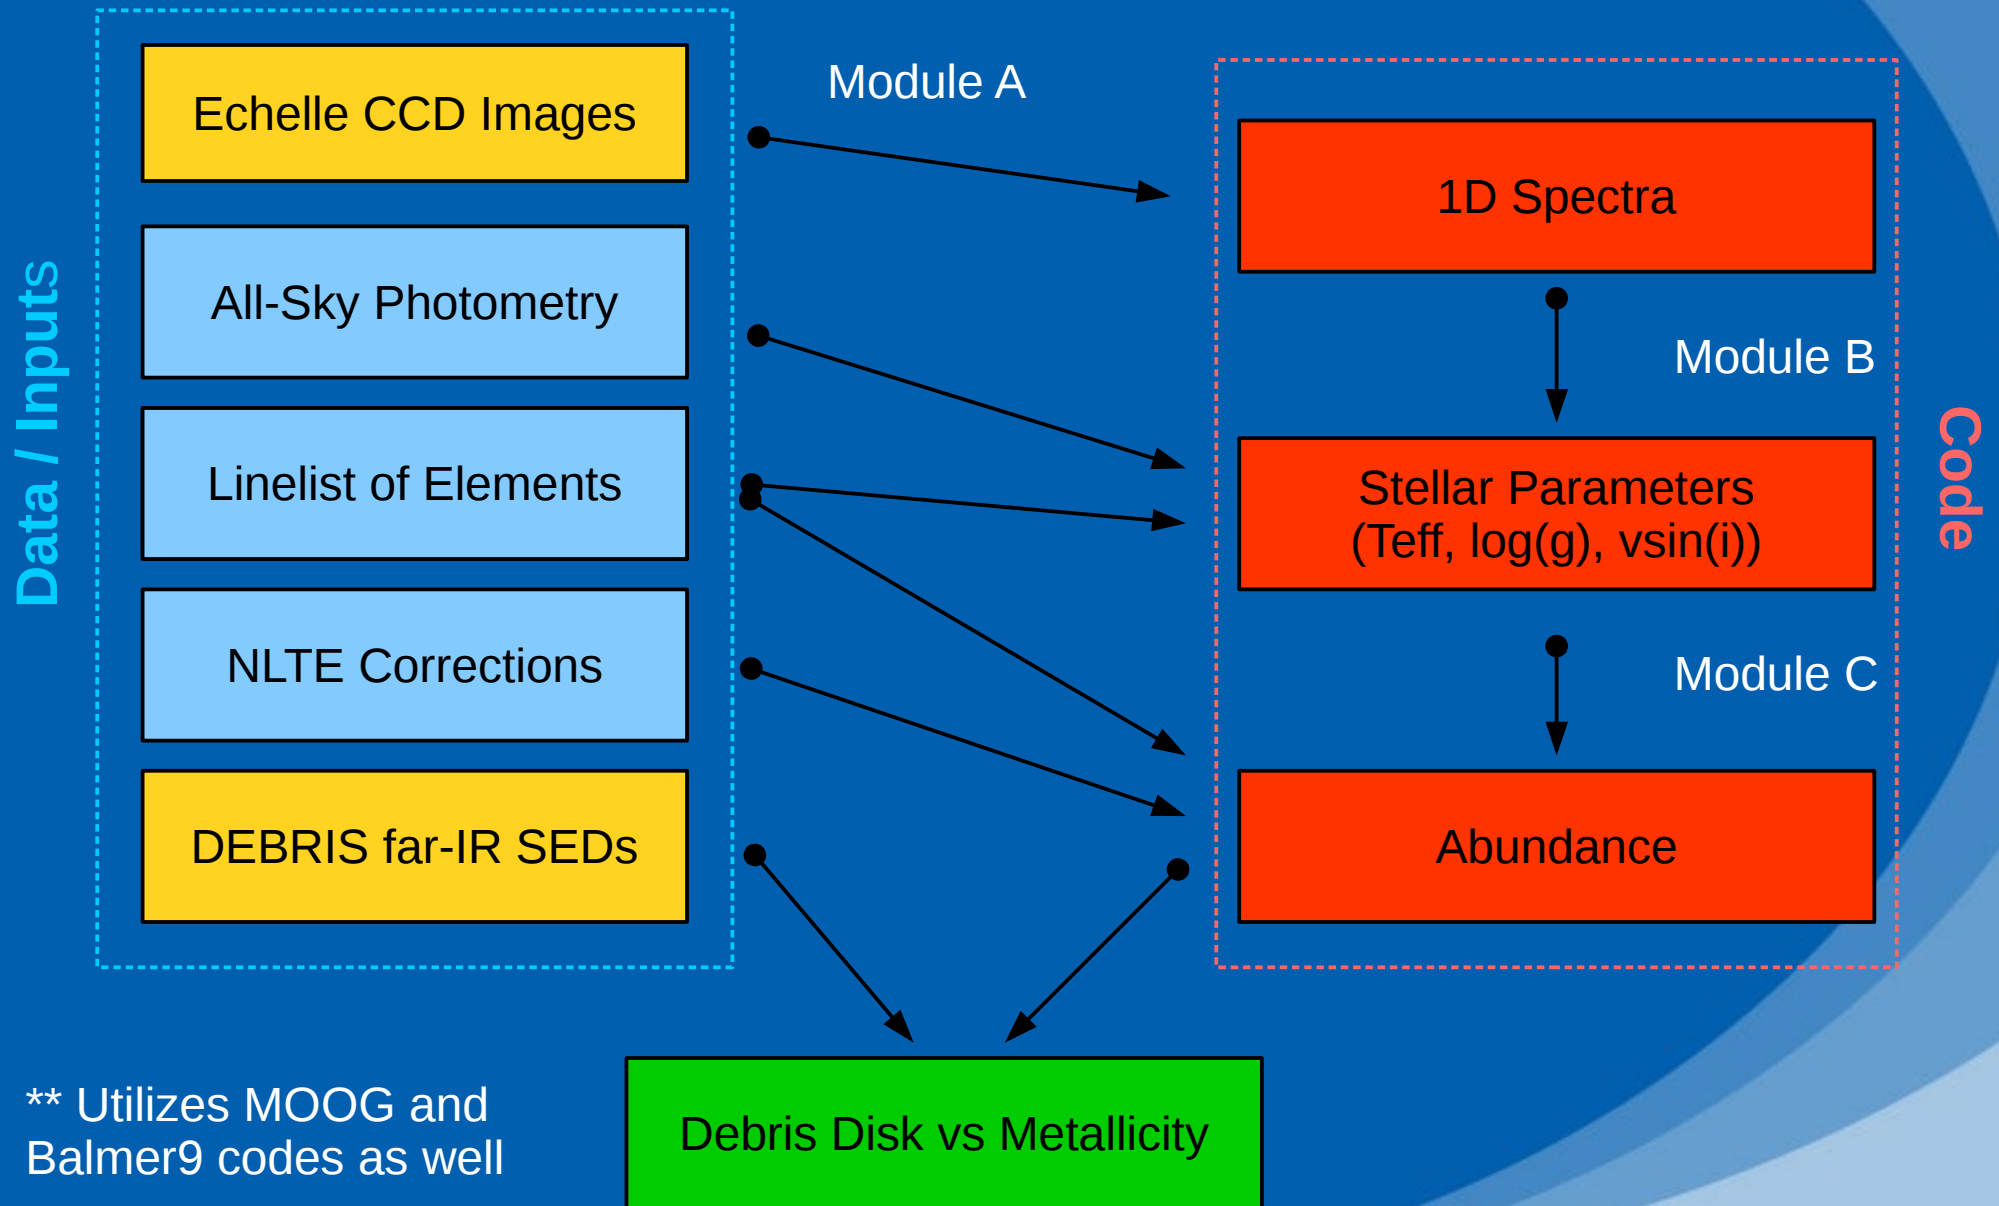 Data / Inputs
Echelle CCD Images
All-Sky Photometry
Linelist of Elements
NLTE Corrections
DEBRIS far-IR SEDs
Module A
1D Spectra
Module B
Stellar Parameters
(Teff, log(g), vsin(i))
Module C
Abundance
Code
Debris Disk vs Metallicity
** Utilizes MOOG and
Balmer9 codes as well